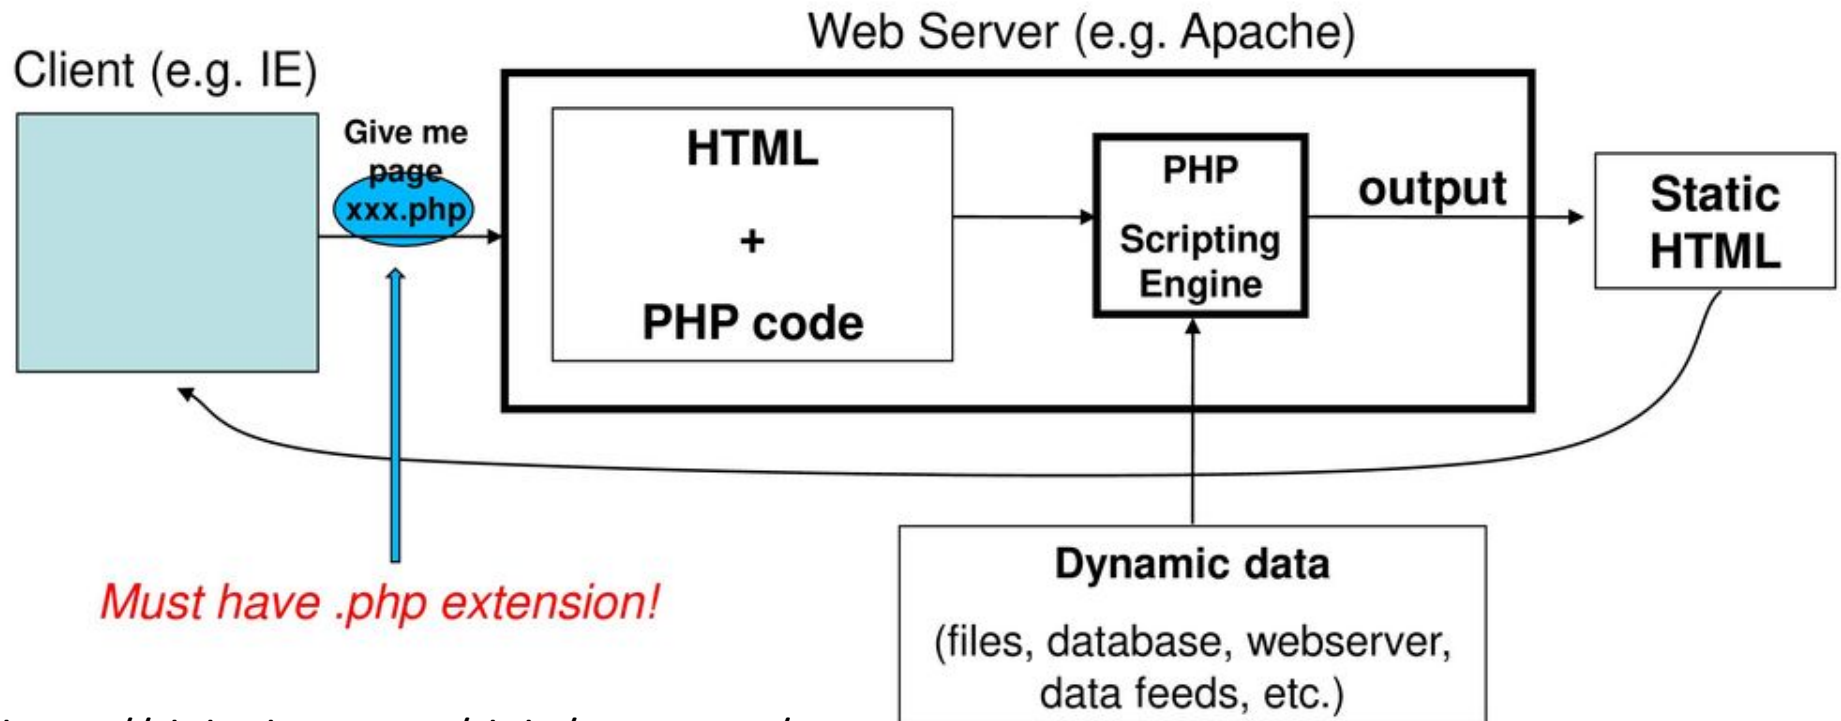 Web Server (e.g. Apache)
Client (e.g. IE)
Give me
page
xxx.php
HTML
+
PHP code
PHP
Scripting
Engine
output
Static
HTML
Must have .php extension!
Dynamic data
(files, database, webserver,
data feeds, etc.)